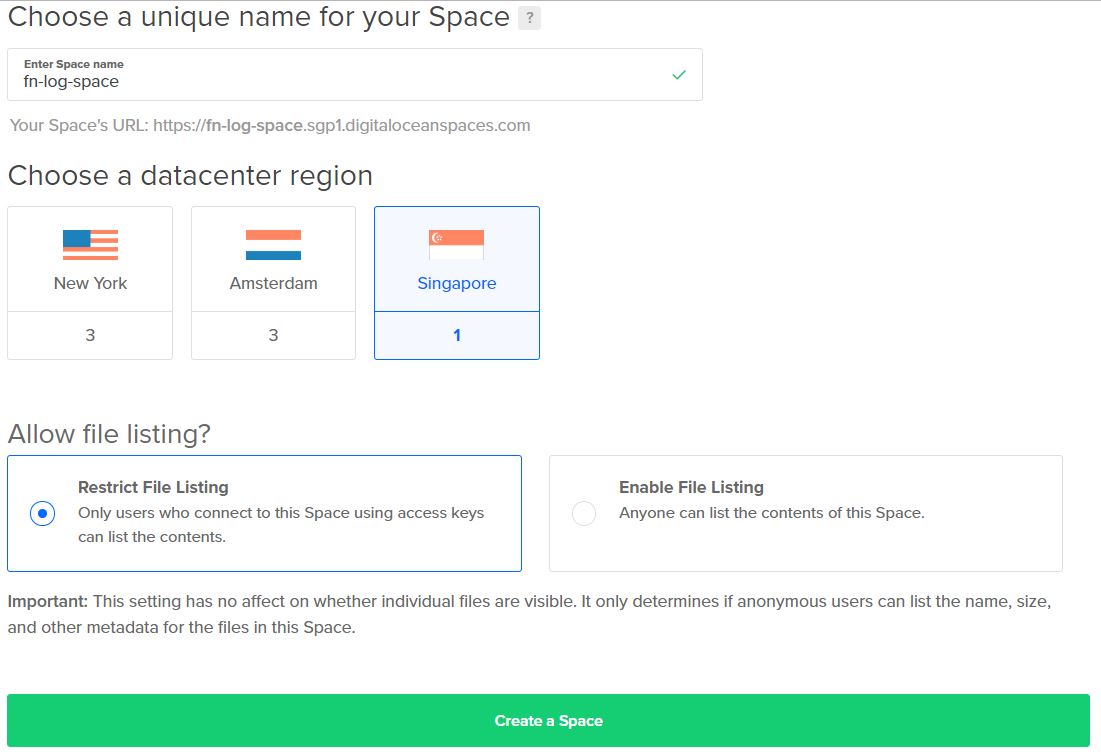 Choose a unique name for your Space ?
Enter Space name
fn-log-space
Your Space's URL: https://fn-log-space.sgp1.digitaloceanspaces.com
Choose a datacenter region
New York
Amsterdam
Singapore
3
3
1
Allow file listing?
Restrict File Listing
Only users who connect to this Space using access keys
can list the contents.
Enable File Listing
Anyone can list the contents of this Space.
Important: This setting has no affect on whether individual files are visible. It only determines if anonymous users can list the name, size,
and other metadata for the files in this Space.
Create a Space